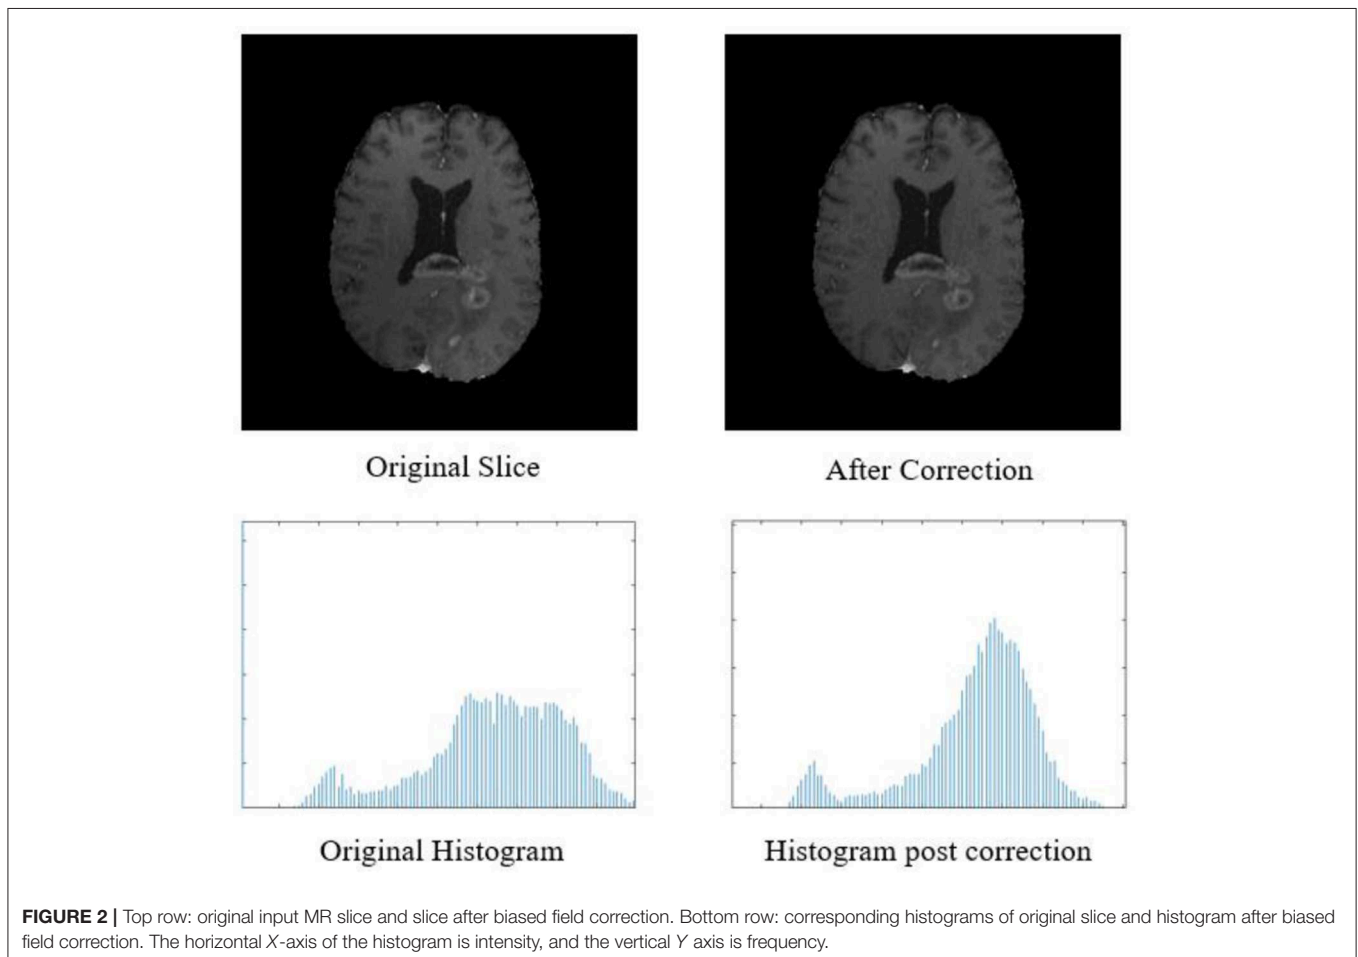 Original Slice
After Correction
Original Histogram
Histogram post correction
FIGURE 2 | Top row: original input MR slice and slice after biased field correction. Bottom row: corresponding histograms of original slice and histogram after biased
field correction. The horizontal X-axis of the histogram is intensity, and the vertical Y axis is frequency.